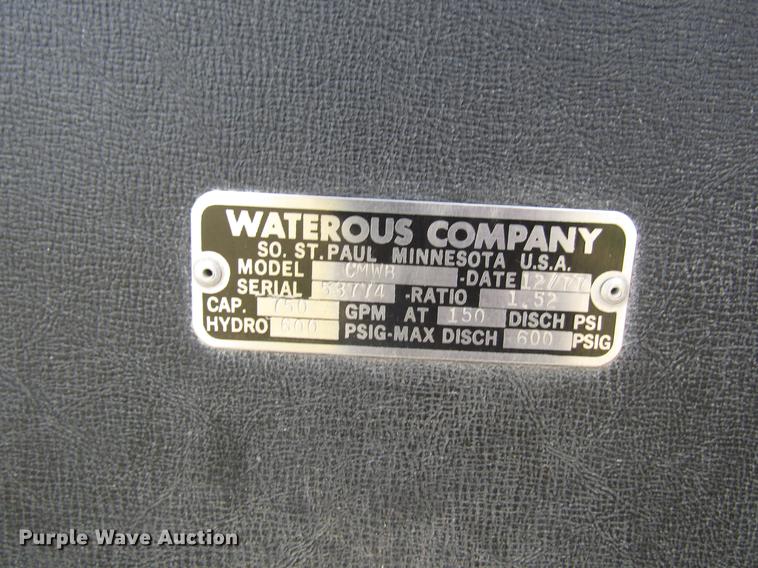 WATEROUS COMPANY
SO. ST. PAUL MINNESOTA U.S.A.
MODEL CMWB -DATE 12/77
SERIAL 53774 -RATIO 1.52
CAP. 750 GPM AT 150 DISCH PSI
HYDRO 600 PSIG-MAX DISCH 600 PSIG
Purple Wave Auction®